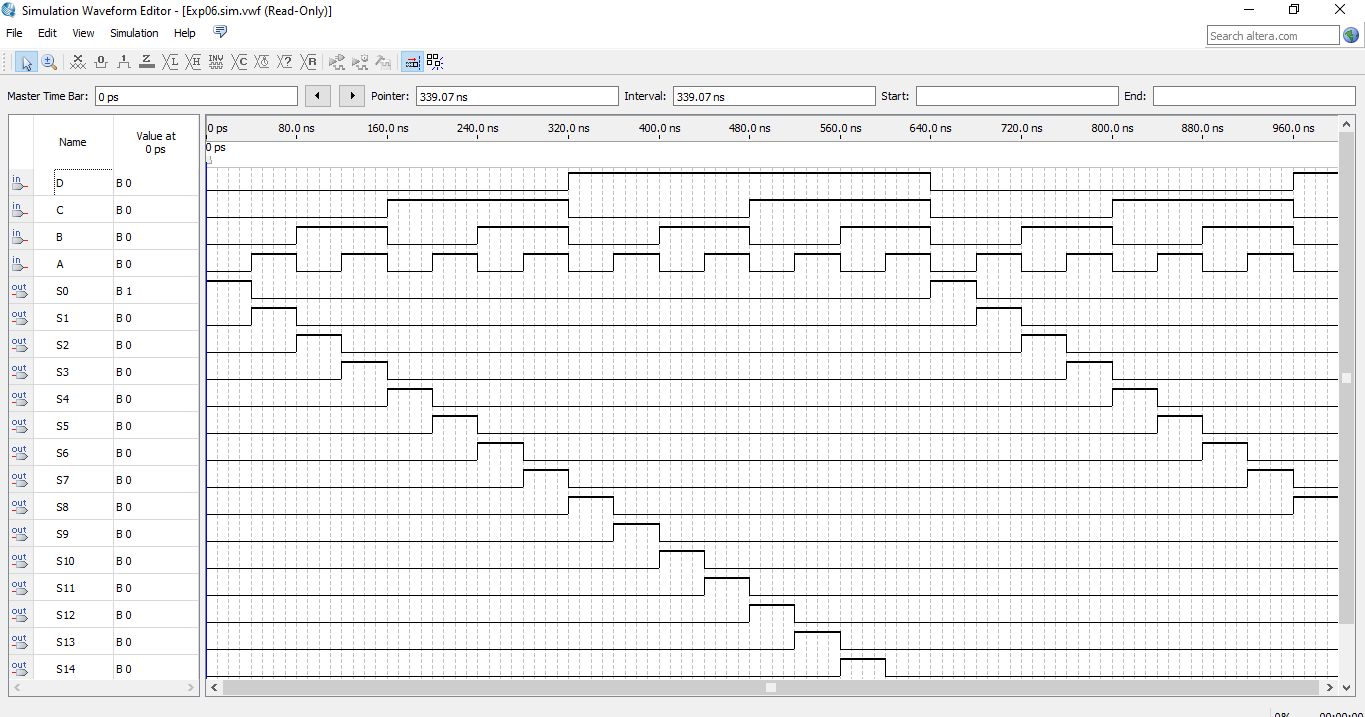 Simulation Waveform Editor - [Exp06.sim.vwf (Read-Only)]
File Edit View Simulation Help
Search altera.com
Master Time Bar: 0 ps Pointer: 339.07 ns Interval: 339.07 ns Start: End:
Name Value at 0 ps
0 ps 80.0 ns 160.0 ns 240.0 ns 320.0 ns 400.0 ns 480.0 ns 560.0 ns 640.0 ns 720.0 ns 800.0 ns 880.0 ns 960.0 ns
0 ps
in D B 0
in C B 0
in B B 0
in A B 0
out S0 B 1
out S1 B 0
out S2 B 0
out S3 B 0
out S4 B 0
out S5 B 0
out S6 B 0
out S7 B 0
out S8 B 0
out S9 B 0
out S10 B 0
out S11 B 0
out S12 B 0
out S13 B 0
out S14 B 0
0% 00:00:00